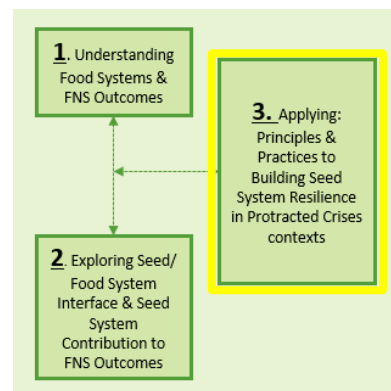 1. Understanding
Food Systems &
FNS Outcomes
3. Applying:
Principles &
Practices to
Building Seed
System Resilience
in Protracted Crises
contexts
2. Exploring Seed/
Food System
Interface & Seed
System
Contribution to
FNS Outcomes